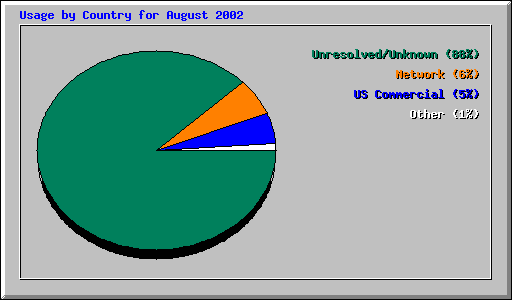 Usage by Country for August 2002
Unresolved/Unknown (88%)
Network (6%)
US Commercial (5%)
Other (1%)